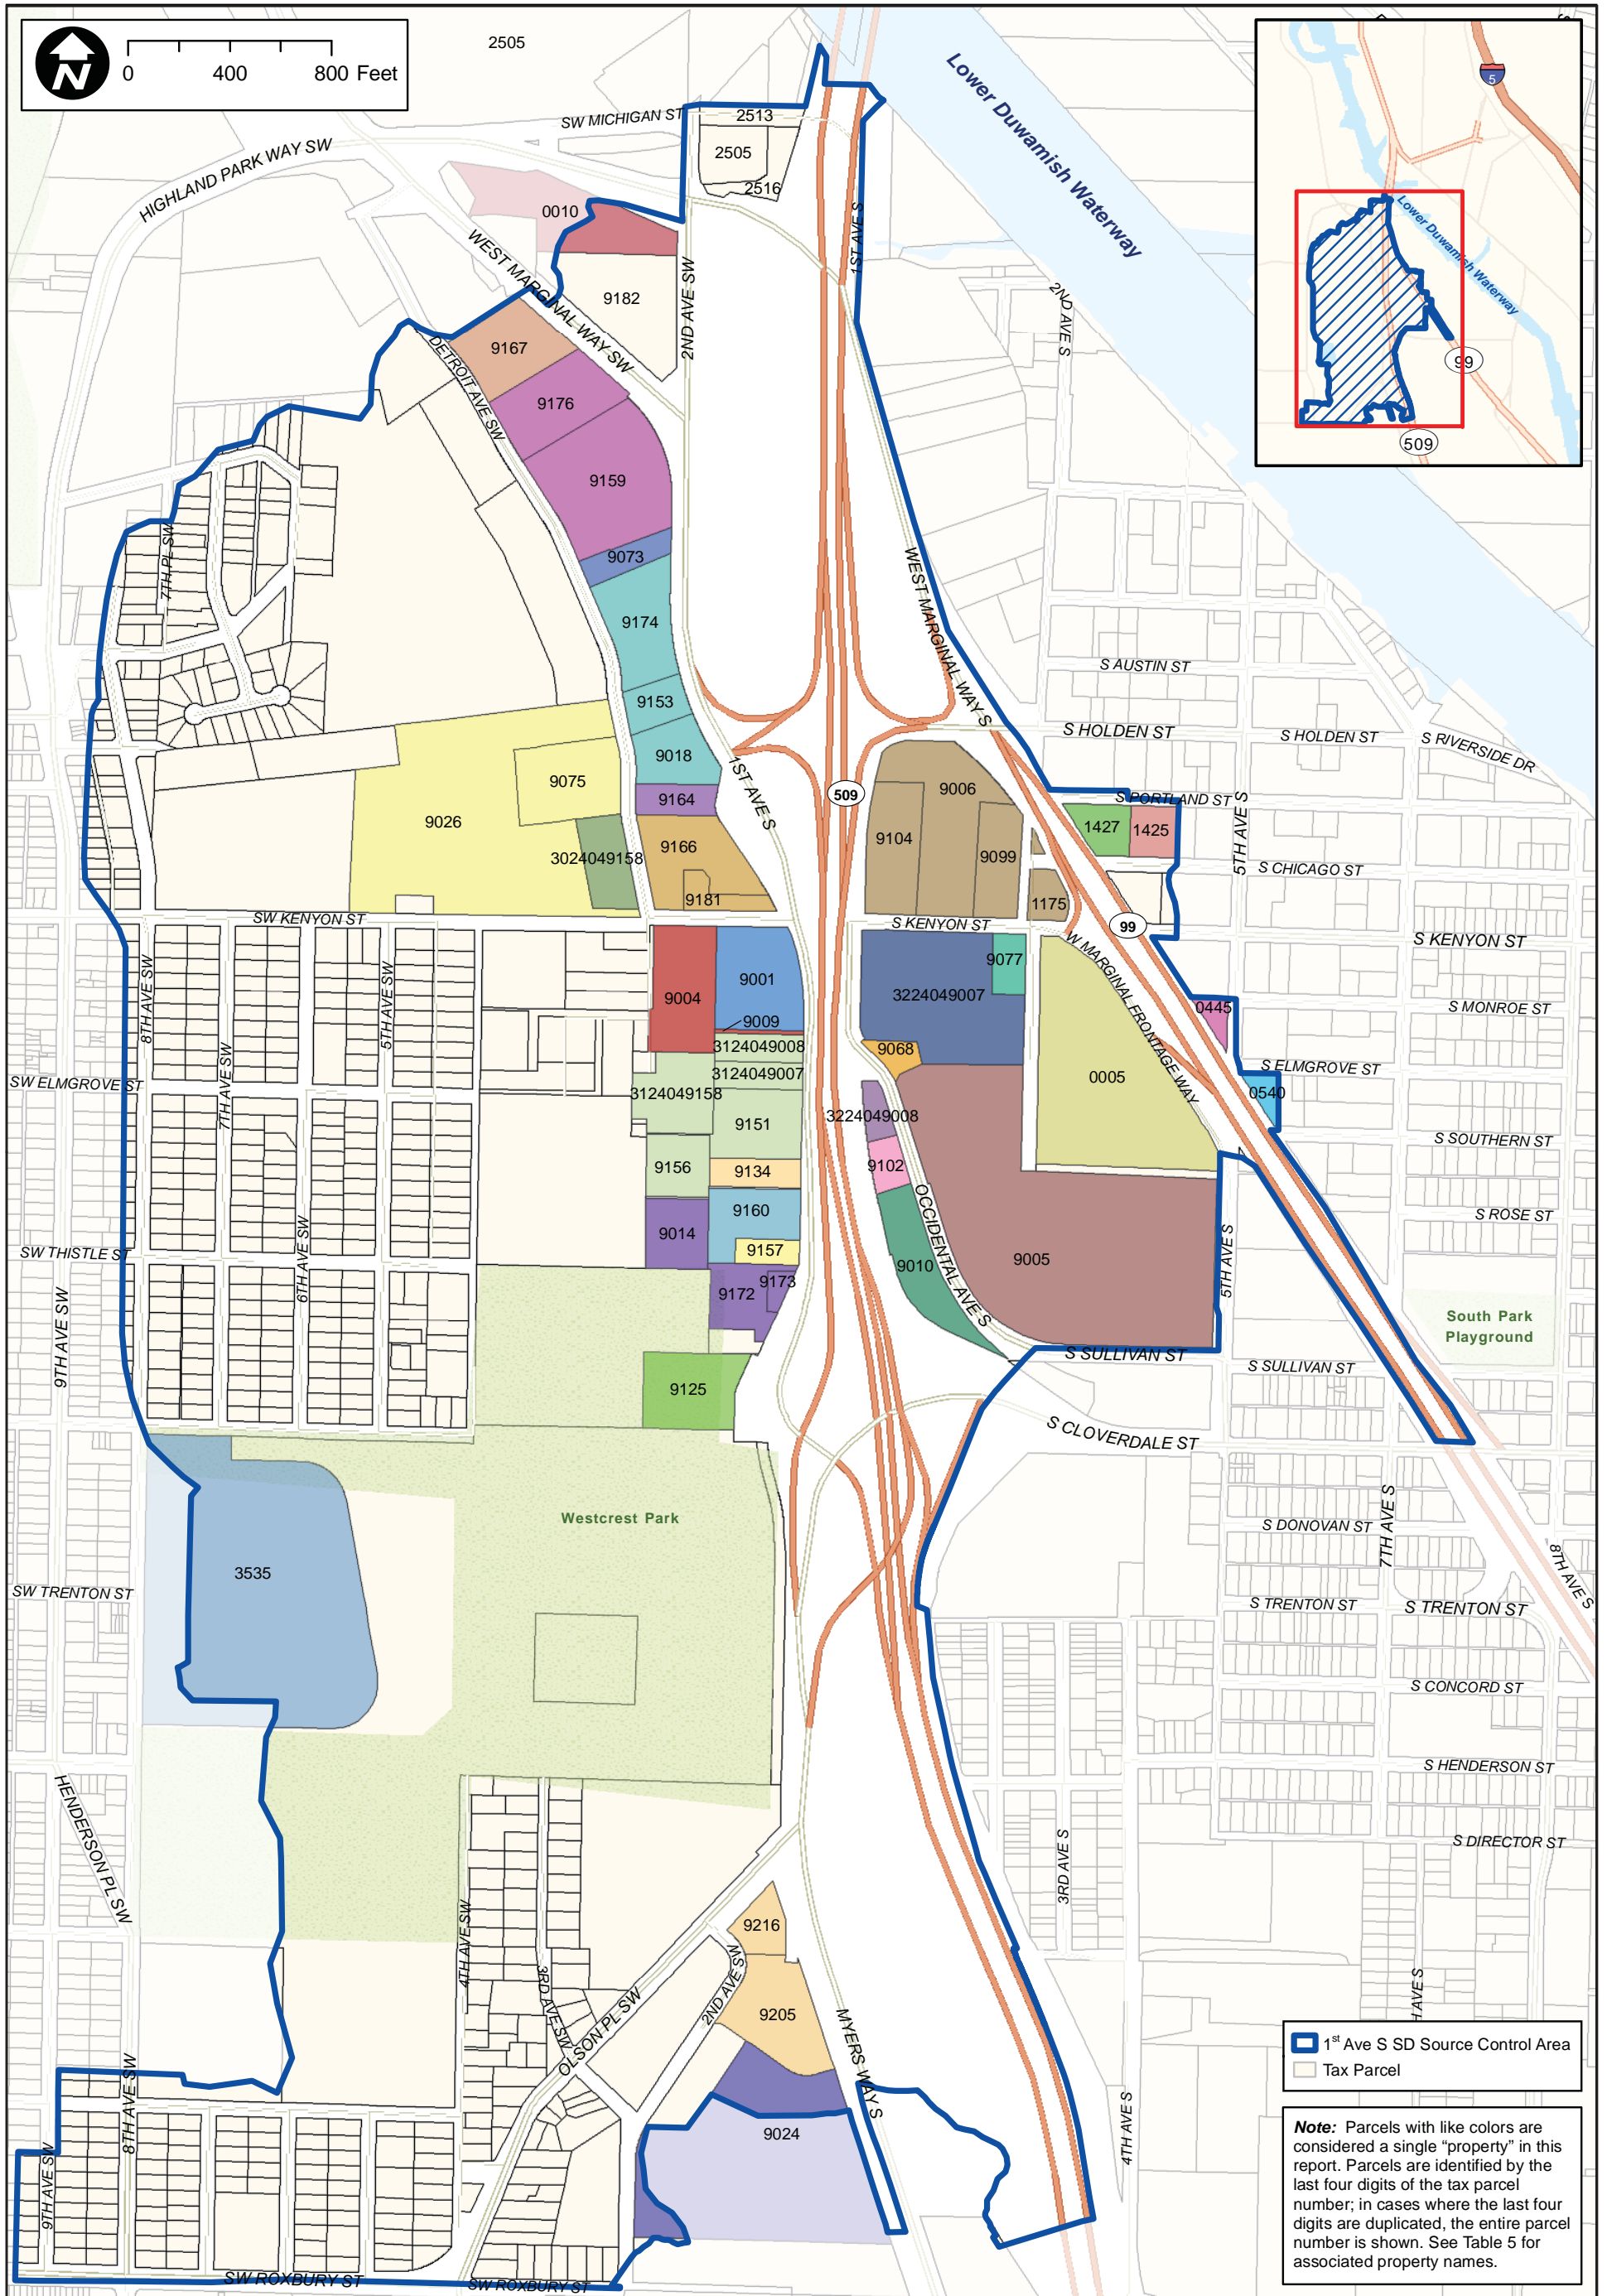 N
0 400 800 Feet
2505
SW MICHIGAN ST
2513
2505
2516
HIGHLAND PARK WAY SW
0010
WEST MARGINAL WAY SW
9182
2ND AVE SW
1ST AVE S
Lower Duwamish Waterway
2ND AVE S
5
Lower Duwamish Waterway
99
509
9167
DETROIT AVE SW
9176
9159
9073
9174
9153
9018
9164
9166
9181
7TH PL SW
WEST MARGINAL WAY S
S AUSTIN ST
S HOLDEN ST
S HOLDEN ST
S RIVERSIDE DR
1ST AVE S
509
9006
9104
9099
1175
S PORTLAND ST
1427
1425
5TH AVE S
S CHICAGO ST
9075
9026
3024049158
SW KENYON ST
S KENYON ST
99
S KENYON ST
W MARGINAL FRONTAGE WAY
8TH AVE SW
7TH AVE SW
5TH AVE SW
6TH AVE SW
9004
9001
9009
3124049008
3124049007
3124049158
9151
9156
9134
9160
9014
9157
9173
9172
9125
9077
3224049007
9068
0005
3224049008
9102
9010
OCCIDENTAL AVE S
9005
0445
S MONROE ST
S ELMGROVE ST
0540
S SOUTHERN ST
S ROSE ST
5TH AVE S
South Park
Playground
SW ELMGROVE ST
SW THISTLE ST
9TH AVE SW
S SULLIVAN ST
S SULLIVAN ST
S CLOVERDALE ST
Westcrest Park
3535
SW TRENTON ST
S DONOVAN ST
7TH AVE S
8TH AVE S
S TRENTON ST
S TRENTON ST
S CONCORD ST
S HENDERSON ST
S DIRECTOR ST
HENDERSON PL SW
3RD AVE S
4TH AVE SW
3RD AVE SW
OLSON PL SW
2ND AVE SW
9216
9205
MYERS WAY S
9024
4TH AVE S
H AVE S
8TH AVE SW
9TH AVE SW
SW ROXBURY ST
SW ROXBURY ST
1st Ave S SD Source Control Area
Tax Parcel
Note: Parcels with like colors are
considered a single “property” in this
report. Parcels are identified by the
last four digits of the tax parcel
number; in cases where the last four
digits are duplicated, the entire parcel
number is shown. See Table 5 for
associated property names.